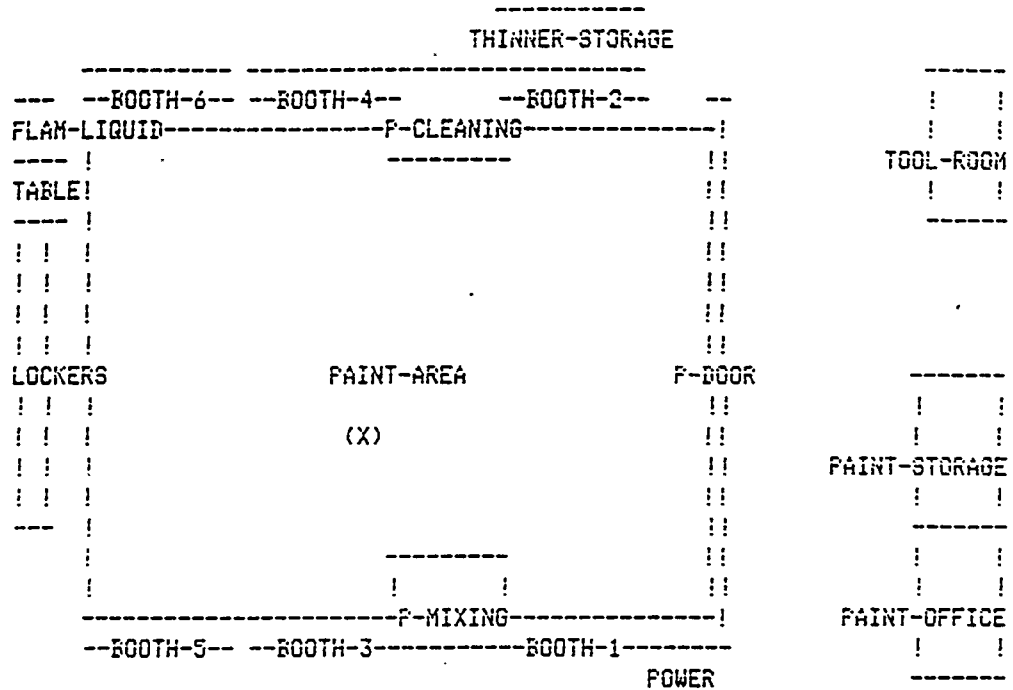 THINNER-STORAGE
BOOTH-6 BOOTH-4 BOOTH-2
FLAM-LIQUID P-CLEANING
TOOL-ROOM
TABLE
LOCKERS PAINT-AREA P-DOOR
(X)
PAINT-STORAGE
P-MIXING PAINT-OFFICE
BOOTH-5 BOOTH-3 BOOTH-1
POWER